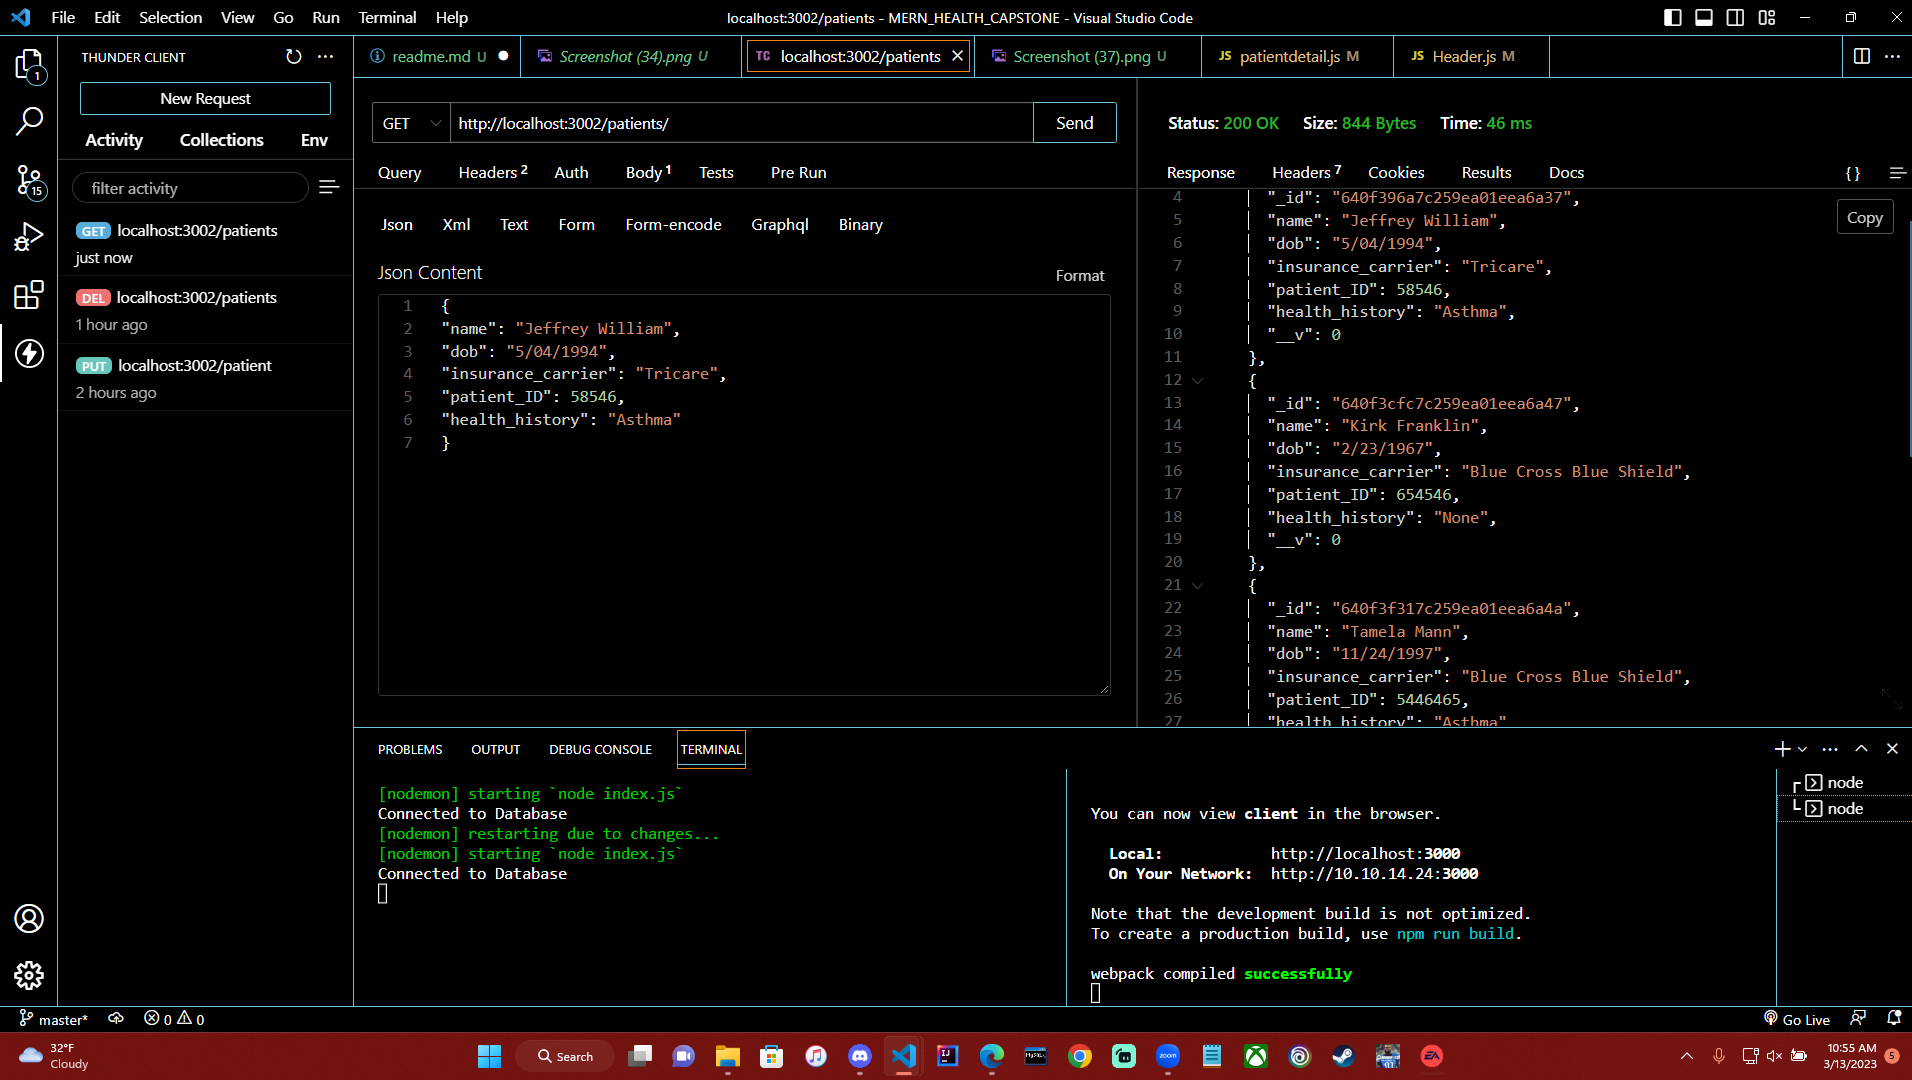 File Edit Selection View Go Run Terminal Help
localhost:3002/patients - MERN_HEALTH_CAPSTONE - Visual Studio Code
1
15
THUNDER CLIENT
New Request
Activity Collections Env
filter activity
GET localhost:3002/patients
just now
DEL localhost:3002/patients
1 hour ago
PUT localhost:3002/patient
2 hours ago
readme.md U
Screenshot (34).png U
TC localhost:3002/patients
Screenshot (37).png U
JS patientdetail.js M
JS Header.js M
GET http://localhost:3002/patients/ Send
Query Headers 2 Auth Body 1 Tests Pre Run
Json Xml Text Form Form-encode Graphql Binary
Json Content
Format
1 {
2 "name": "Jeffrey William",
3 "dob": "5/04/1994",
4 "insurance_carrier": "Tricare",
5 "patient_ID": 58546,
6 "health_history": "Asthma"
7 }
Status: 200 OK Size: 844 Bytes Time: 46 ms
Response Headers 7 Cookies Results Docs {}
Copy
4 "_id": "640f396a7c259ea01eea6a37",
5 "name": "Jeffrey William",
6 "dob": "5/04/1994",
7 "insurance_carrier": "Tricare",
8 "patient_ID": 58546,
9 "health_history": "Asthma",
10 "__v": 0
11 },
12 {
13 "_id": "640f3cfc7c259ea01eea6a47",
14 "name": "Kirk Franklin",
15 "dob": "2/23/1967",
16 "insurance_carrier": "Blue Cross Blue Shield",
17 "patient_ID": 654546,
18 "health_history": "None",
19 "__v": 0
20 },
21 {
22 "_id": "640f3f317c259ea01eea6a4a",
23 "name": "Tamela Mann",
24 "dob": "11/24/1997",
25 "insurance_carrier": "Blue Cross Blue Shield",
26 "patient_ID": 5446465,
27 "health_history": "Asthma"
PROBLEMS OUTPUT DEBUG CONSOLE TERMINAL
[nodemon] starting `node index.js`
Connected to Database
[nodemon] restarting due to changes...
[nodemon] starting `node index.js`
Connected to Database
You can now view client in the browser.
Local: http://localhost:3000
On Your Network: http://10.10.14.24:3000
Note that the development build is not optimized.
To create a production build, use npm run build.
webpack compiled successfully
node
node
master* 0 0
Go Live
32°F
Cloudy
Search
zoom
10:55 AM
3/13/2023
5